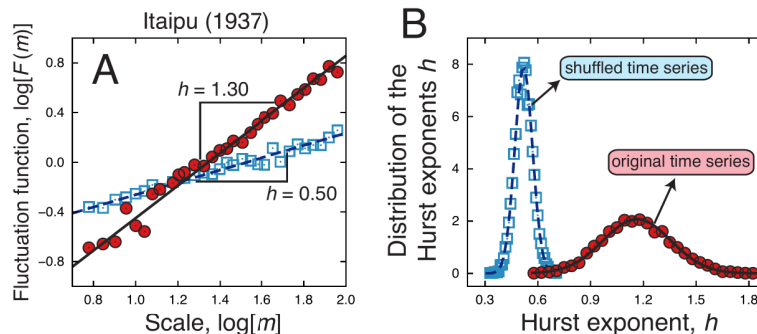 Itaipu (1937)
A
h = 1.30
h = 0.50
Fluctuation function, log[F(m)]
0.8
0.4
0.0
−0.4
−0.8
0.8 1.0 1.2 1.4 1.6 1.8 2.0
Scale, log[m]
B
shuffled time series
original time series
Distribution of the
Hurst exponents h
8
6
4
2
0
0.3 0.6 0.9 1.2 1.5 1.8
Hurst exponent, h